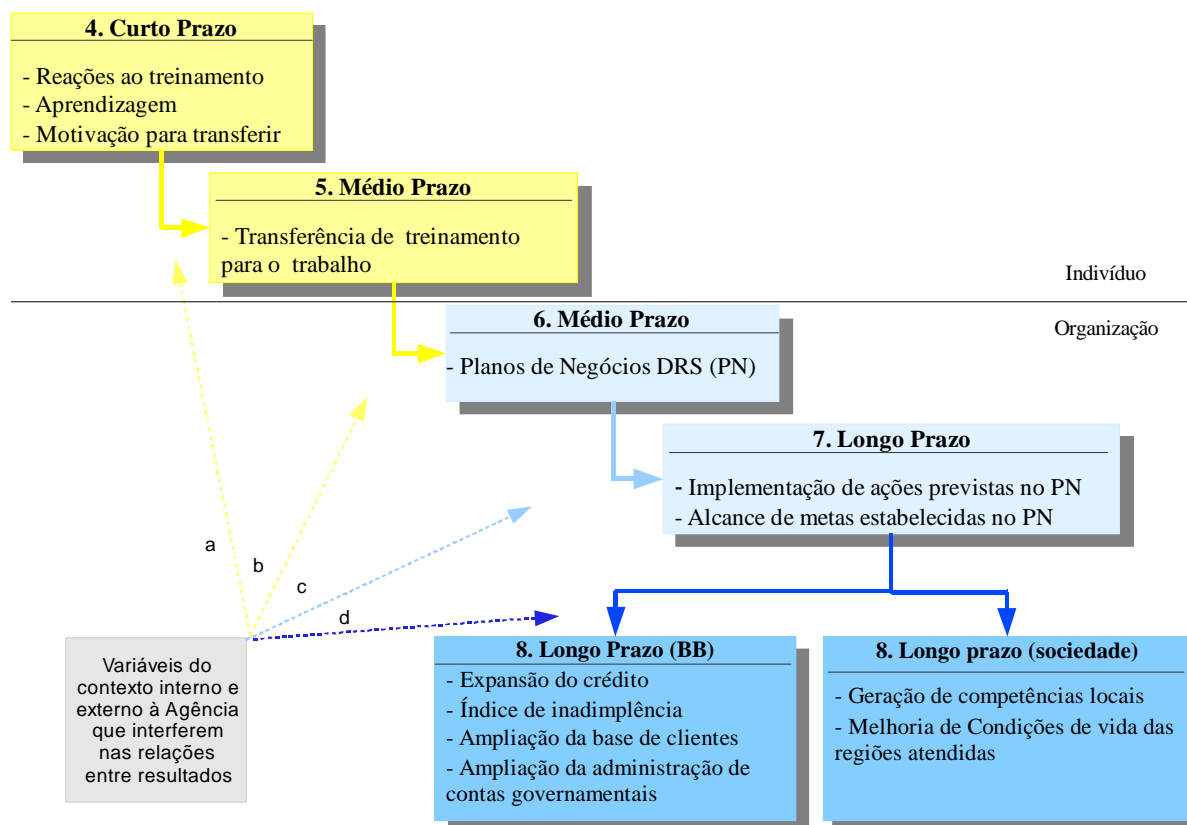 4. Curto Prazo
- Reações ao treinamento
- Aprendizagem
- Motivação para transferir
5. Médio Prazo
- Transferência de treinamento
para o trabalho
Indivíduo
Organização
6. Médio Prazo
- Planos de Negócios DRS (PN)
7. Longo Prazo
- Implementação de ações previstas no PN
- Alcance de metas estabelecidas no PN
a
b
c
d
Variáveis do
contexto interno e
externo à Agência
que interferem
nas relações
entre resultados
8. Longo Prazo (BB)
- Expansão do crédito
- Índice de inadimplência
- Ampliação da base de clientes
- Ampliação da administração de
contas governamentais
8. Longo prazo (sociedade)
- Geração de competências locais
- Melhoria de Condições de vida das
regiões atendidas